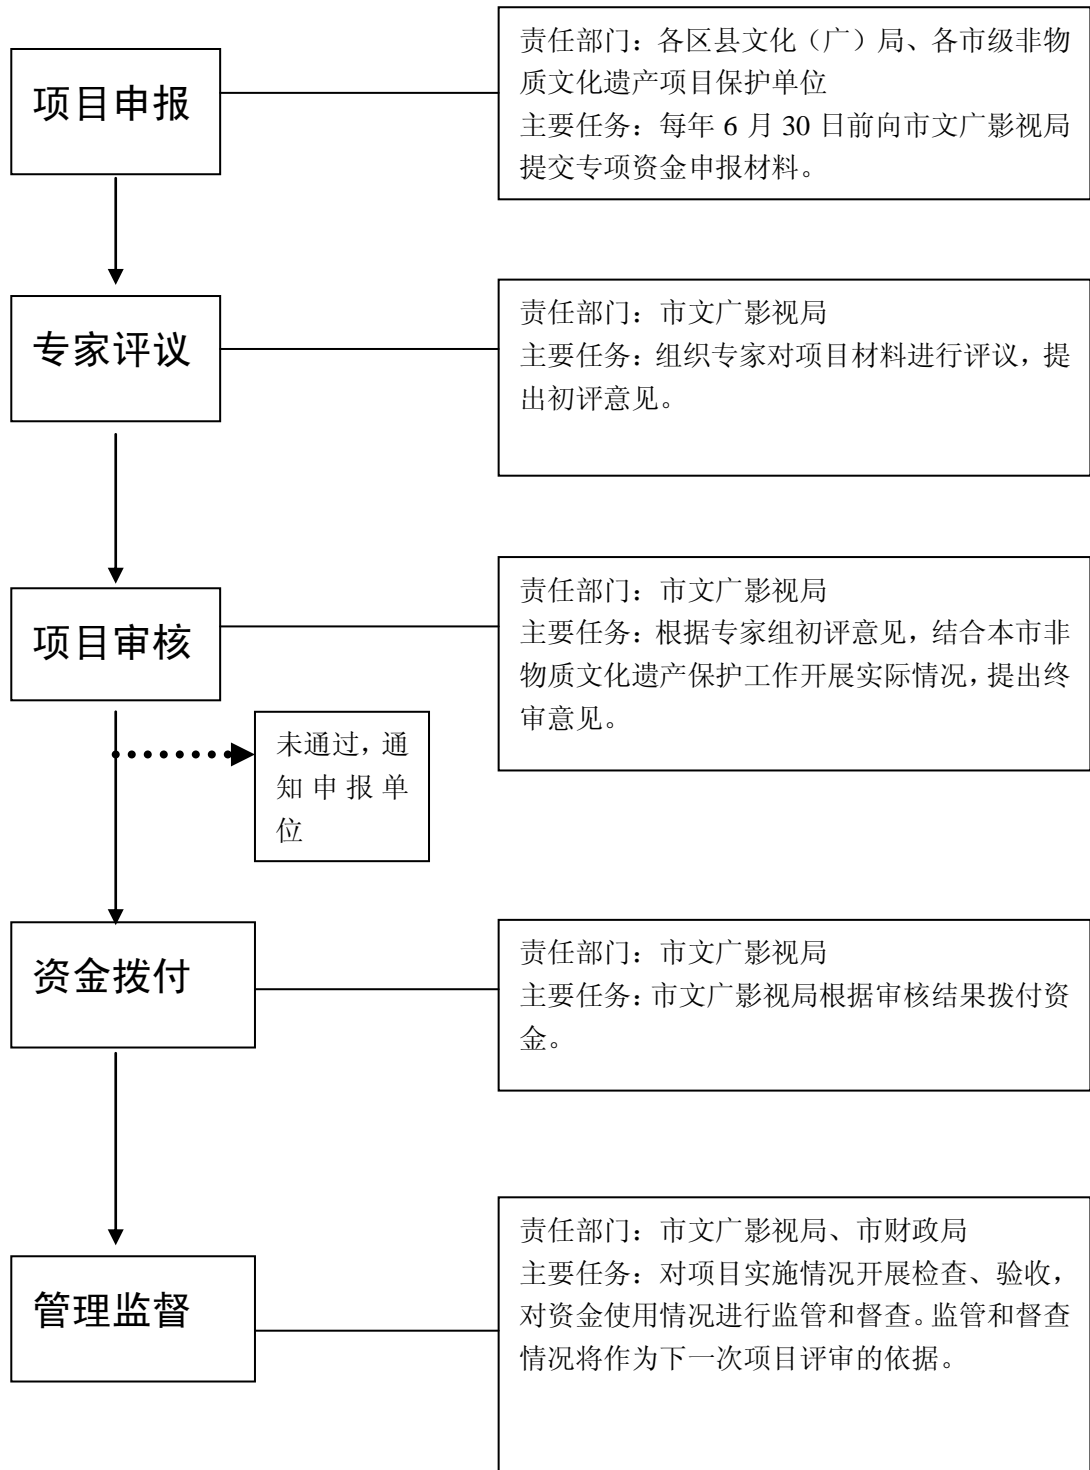 项目申报
责任部门：各区县文化（广）局、各市级非物
质文化遗产项目保护单位
主要任务：每年 6 月 30 日前向市文广影视局
提交专项资金申报材料。
专家评议
责任部门：市文广影视局
主要任务：组织专家对项目材料进行评议，提
出初评意见。
项目审核
责任部门：市文广影视局
主要任务：根据专家组初评意见，结合本市非
物质文化遗产保护工作开展实际情况，提出终
审意见。
未通过，通
知申报单
位
资金拨付
责任部门：市文广影视局
主要任务：市文广影视局根据审核结果拨付资
金。
管理监督
责任部门：市文广影视局、市财政局
主要任务：对项目实施情况开展检查、验收，
对资金使用情况进行监管和督查。监管和督查
情况将作为下一次项目评审的依据。